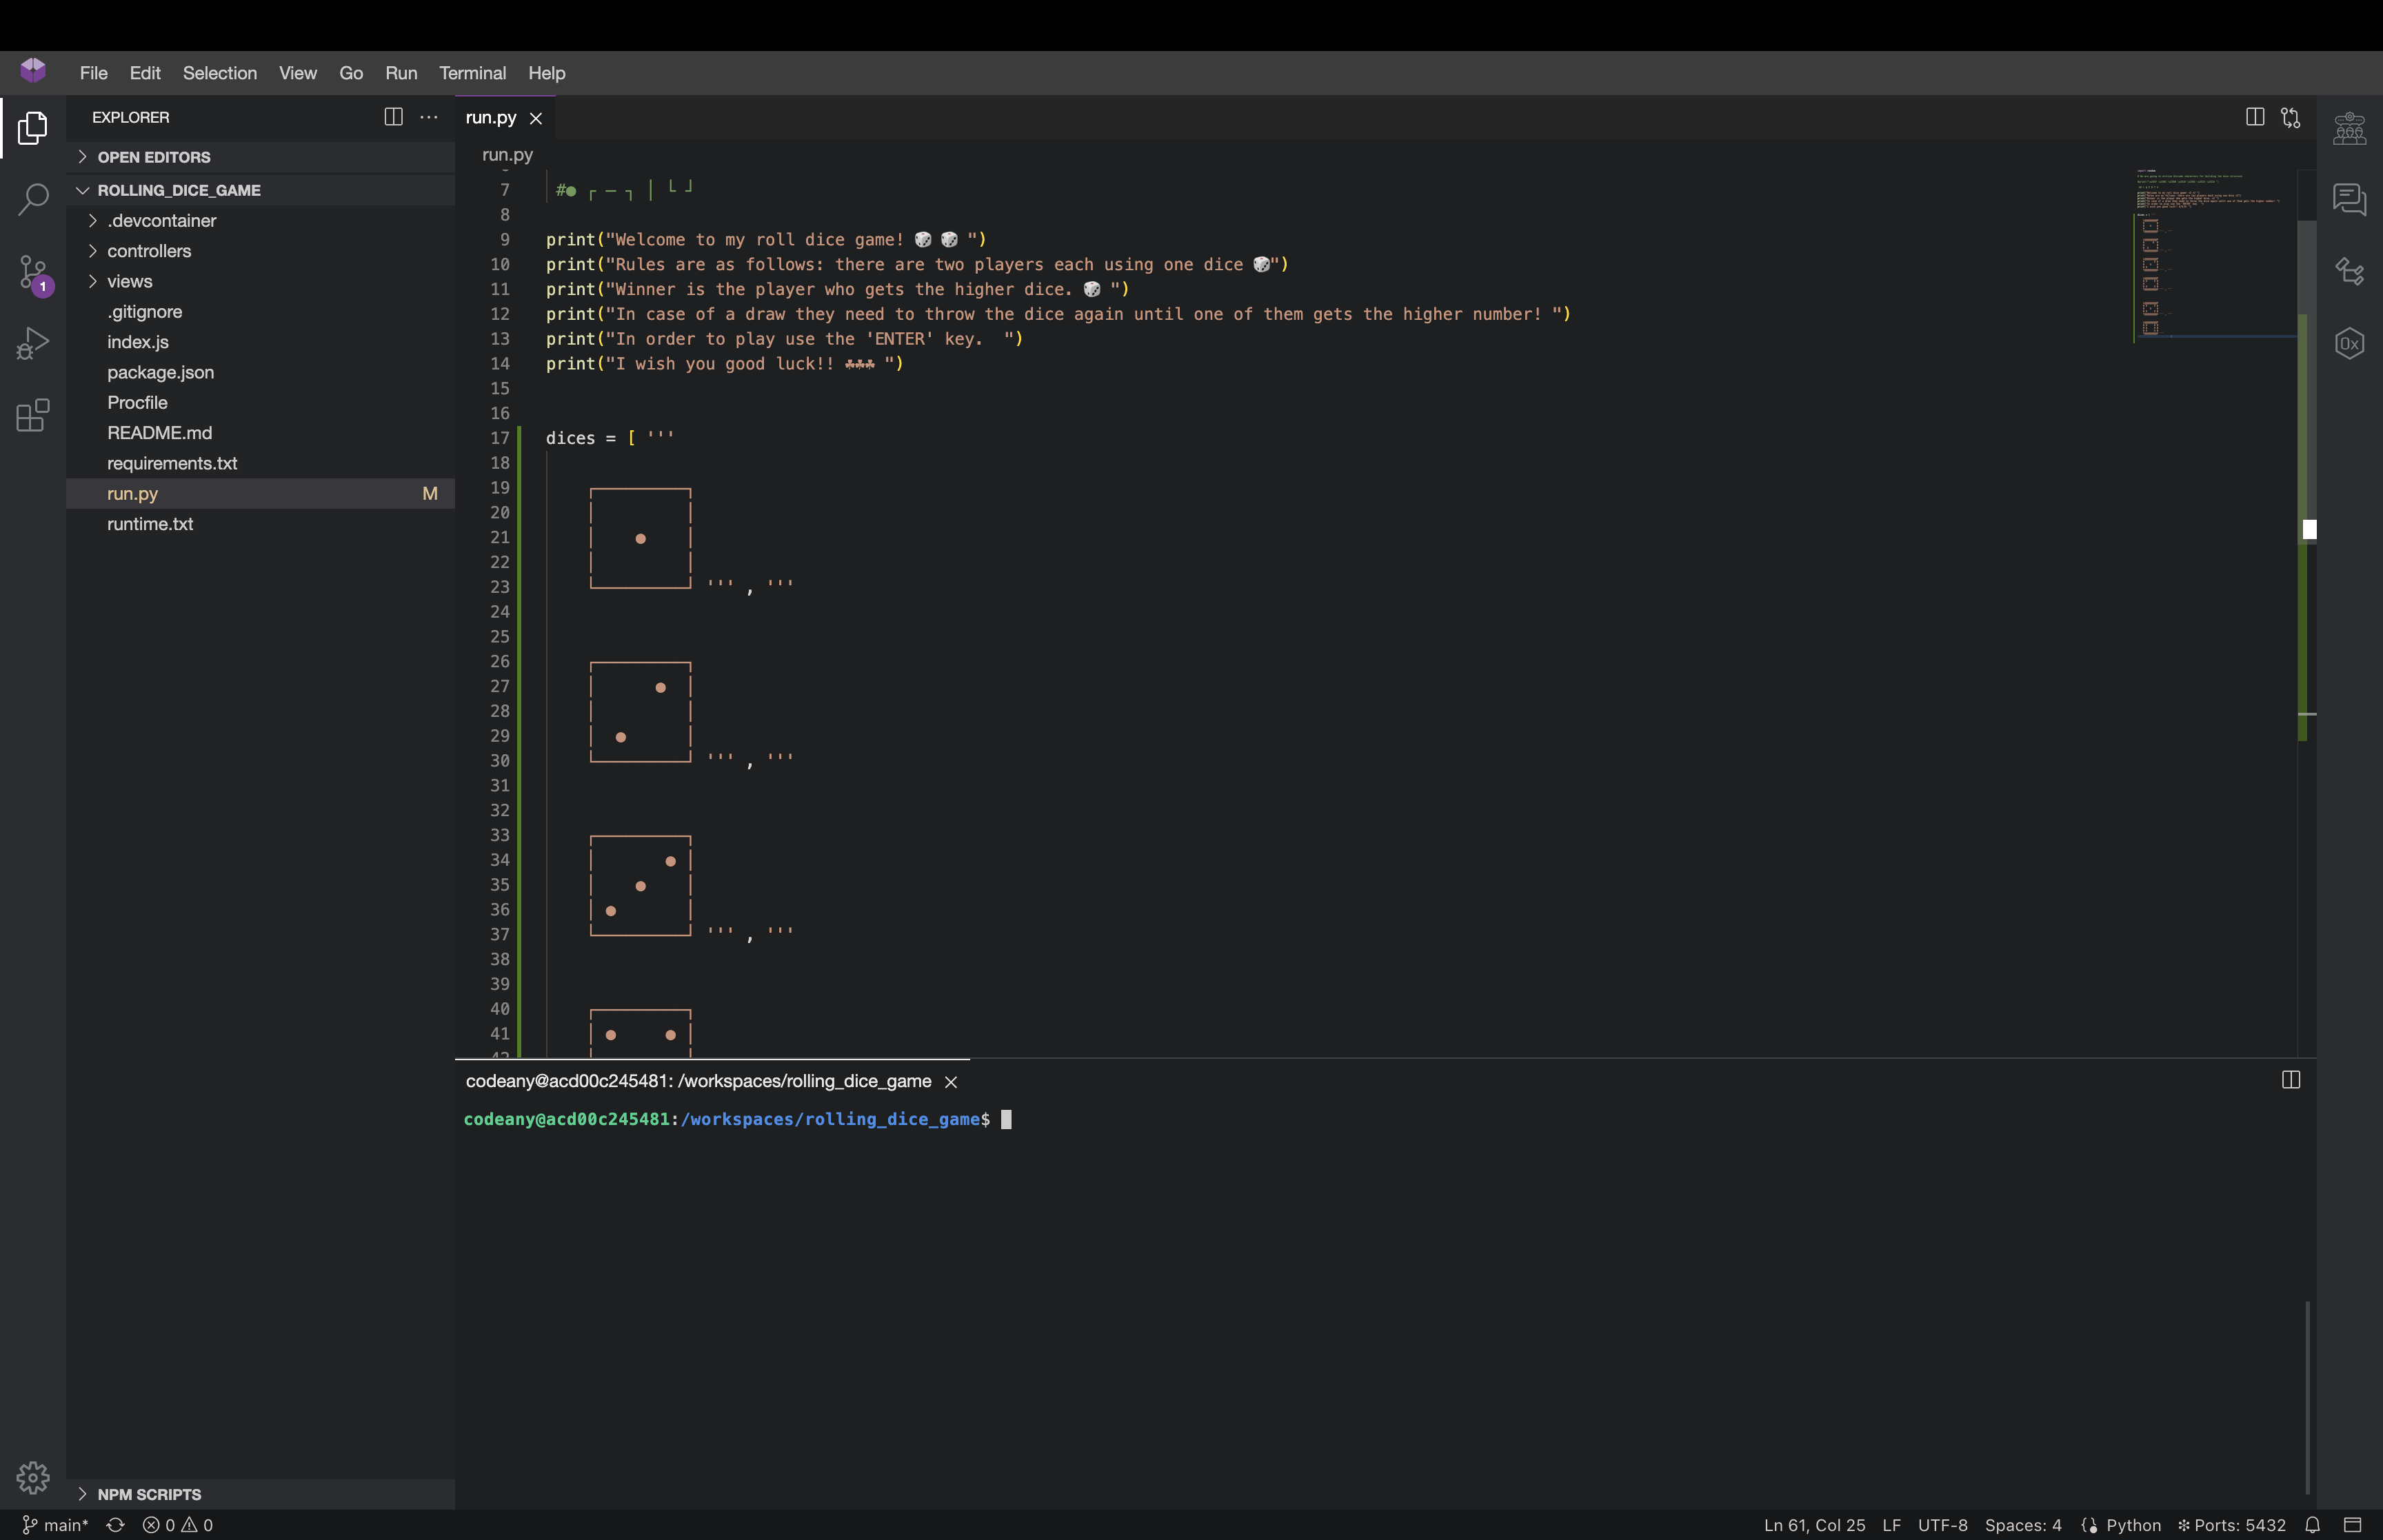 File Edit Selection View Go Run Terminal Help
EXPLORER
OPEN EDITORS
ROLLING_DICE_GAME
.devcontainer
controllers
views
.gitignore
index.js
package.json
Procfile
README.md
requirements.txt
run.py M
runtime.txt
NPM SCRIPTS
1
run.py
run.py
7 #● ┌ ─ ┐ │ └ ┘
8
9 print("Welcome to my roll dice game! 🎲 🎲 ")
10 print("Rules are as follows: there are two players each using one dice 🎲")
11 print("Winner is the player who gets the higher dice. 🎲 ")
12 print("In case of a draw they need to throw the dice again until one of them gets the higher number! ")
13 print("In order to play use the 'ENTER' key.  ")
14 print("I wish you good luck!! ☘☘☘ ")
15
16
17 dices = [ '''
18
19 ┌─────────┐
20 │         │
21 │    ●    │
22 │         │
23 └─────────┘ ''' , '''
24
25
26 ┌─────────┐
27 │      ●  │
28 │         │
29 │  ●      │
30 └─────────┘ ''' , '''
31
32
33 ┌─────────┐
34 │       ● │
35 │    ●    │
36 │ ●       │
37 └─────────┘ ''' , '''
38
39
40 ┌─────────┐
41 │ ●     ● │
codeany@acd00c245481: /workspaces/rolling_dice_game
codeany@acd00c245481:/workspaces/rolling_dice_game$
0x
main* 0 0 Ln 61, Col 25 LF UTF-8 Spaces: 4 Python Ports: 5432